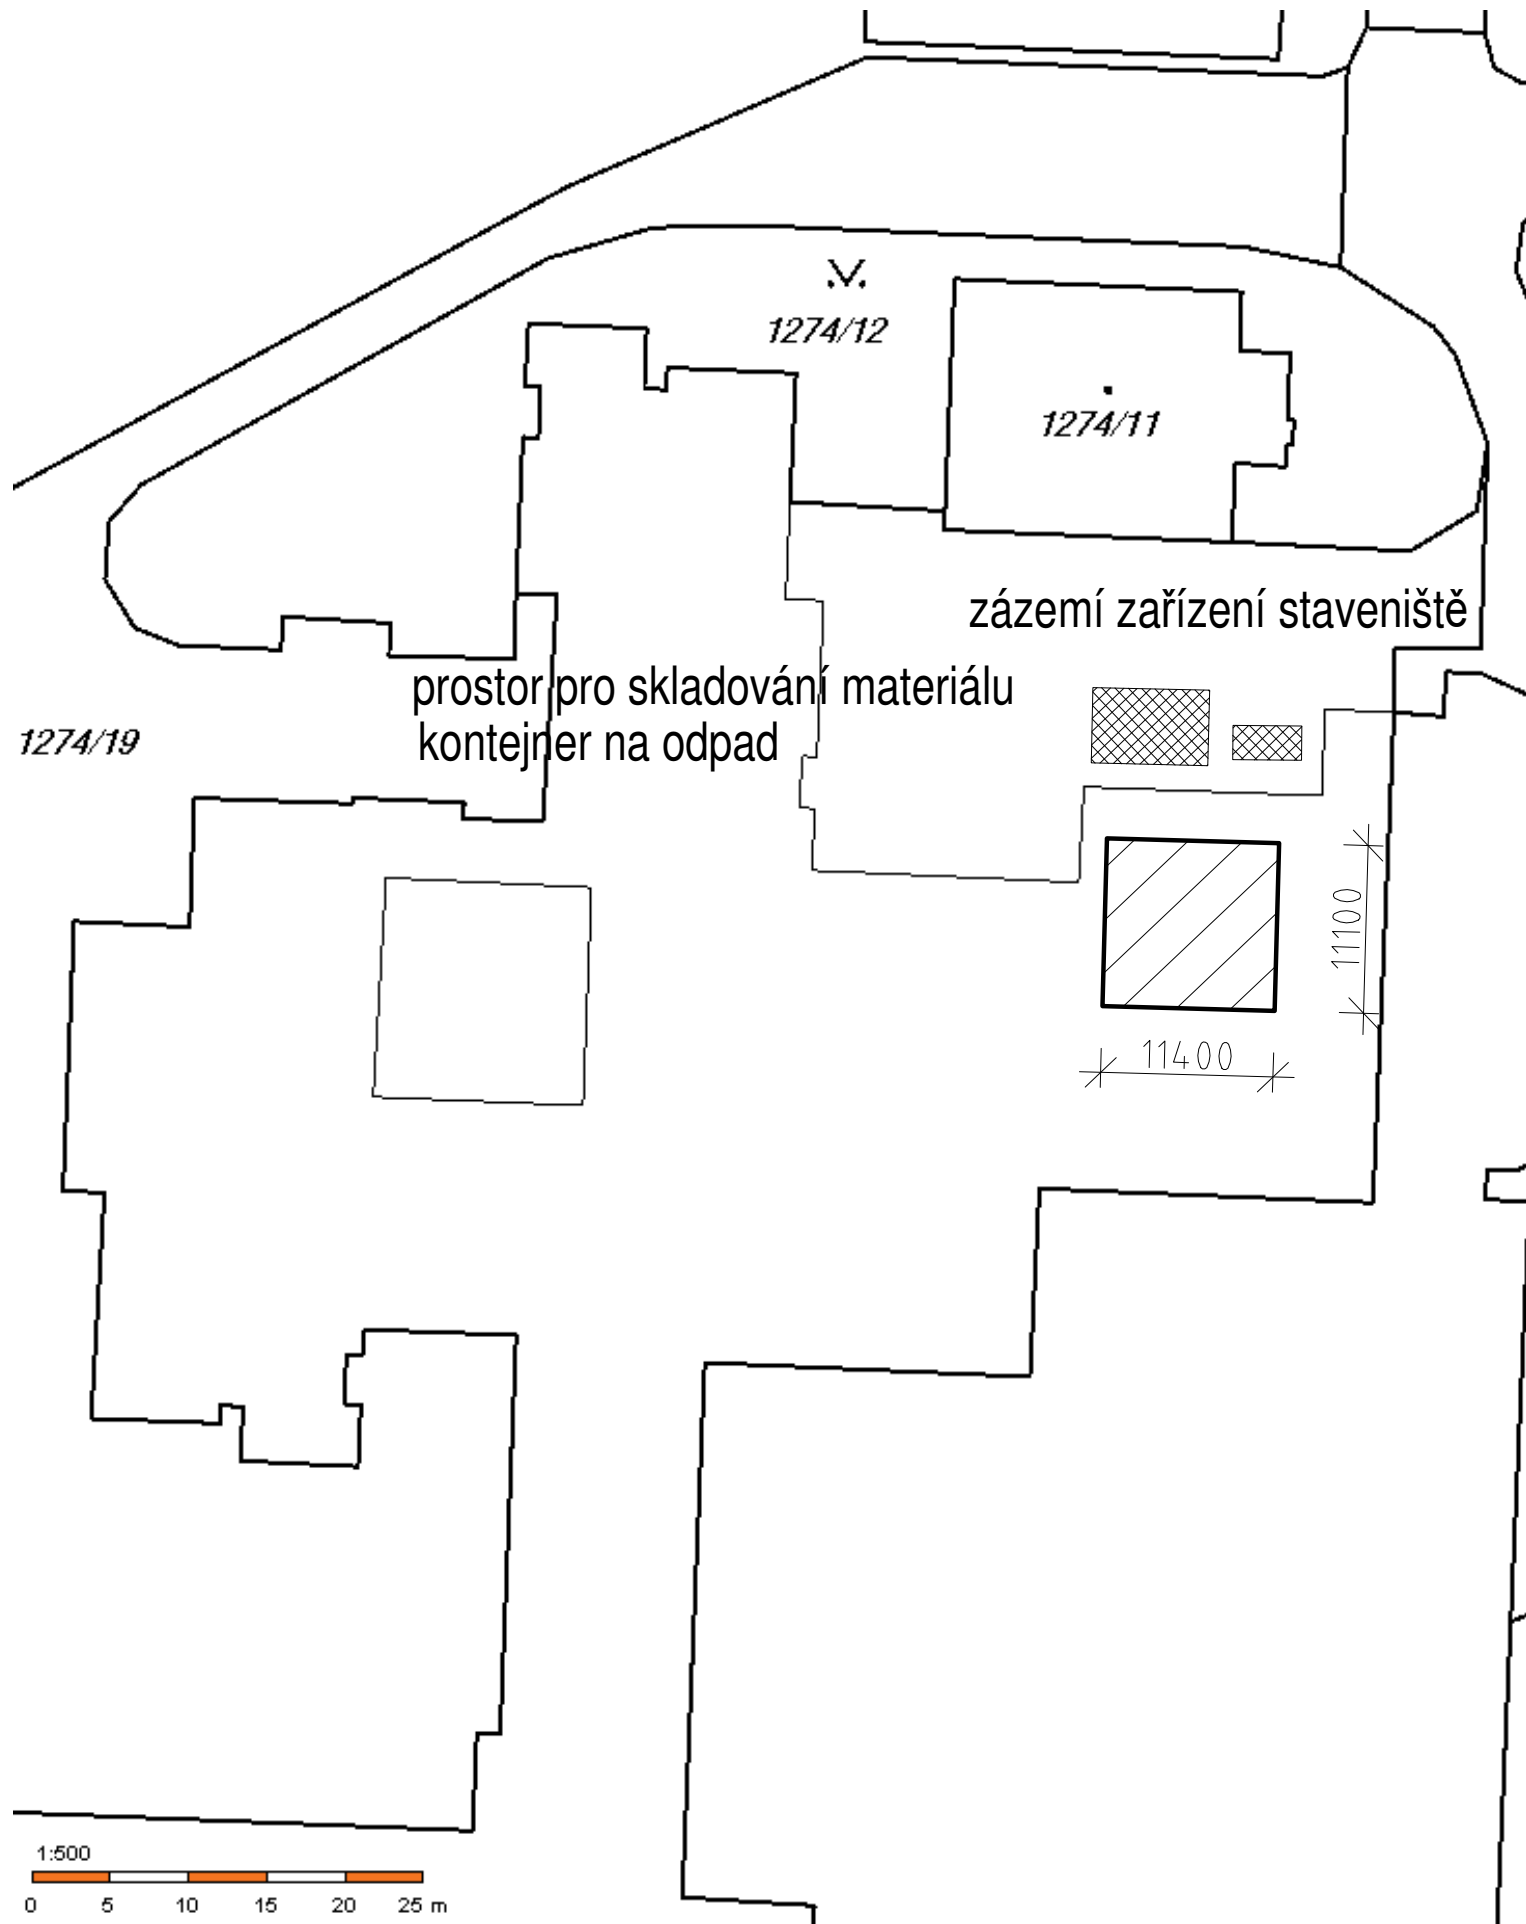 1274/12
1274/11
zázemí zařízení staveniště
prostor pro skladování materiálu
kontejner na odpad
1274/19
11100
11400
1:500
0 5 10 15 20 25 m